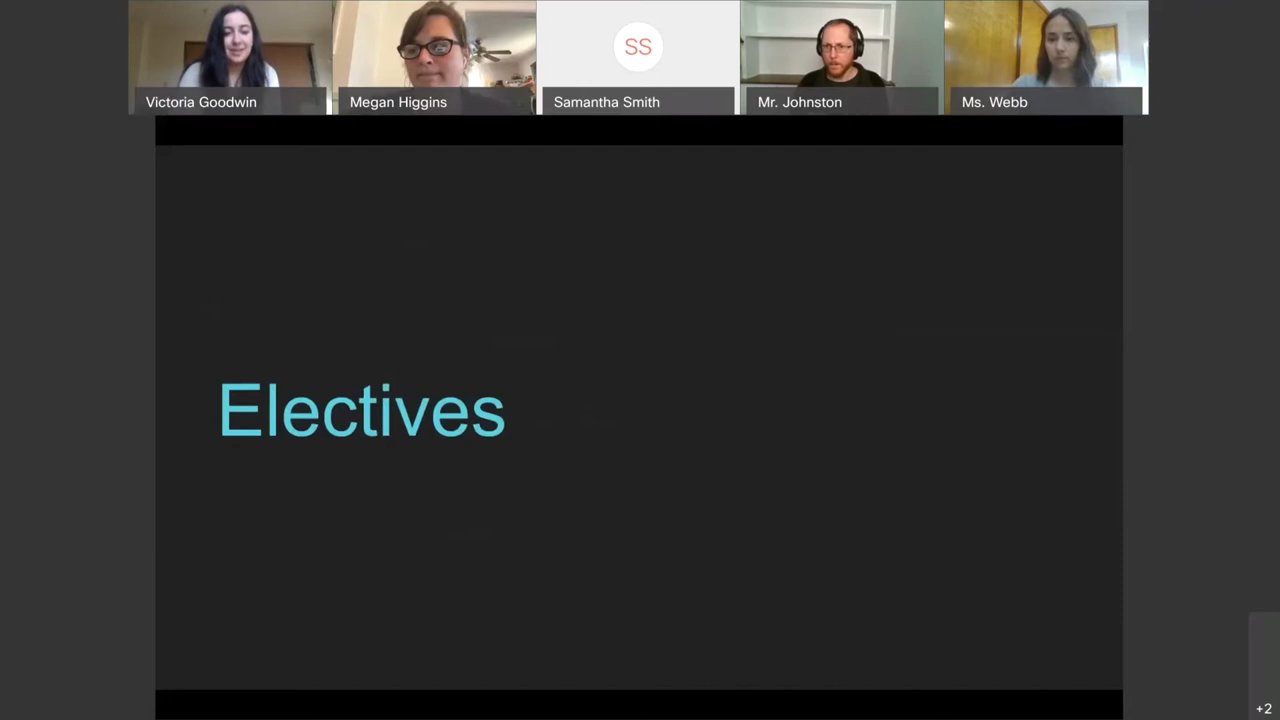 SS
Victoria Goodwin
Megan Higgins
Samantha Smith
Mr. Johnston
Ms. Webb
Electives
+2